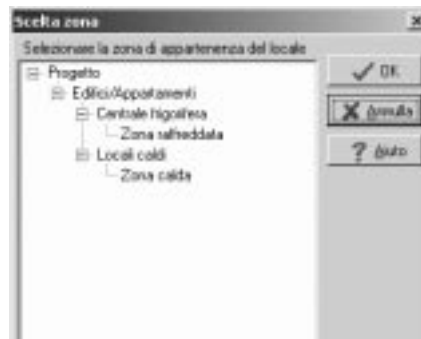 Scelta zona
Selezionare la zona di appartenenza del locale
Progetto
Edifici/Appartamenti
Centrale frigorifera
Zona raffreddata
Locali caldi
Zona calda
OK
Annulla
Aiuto